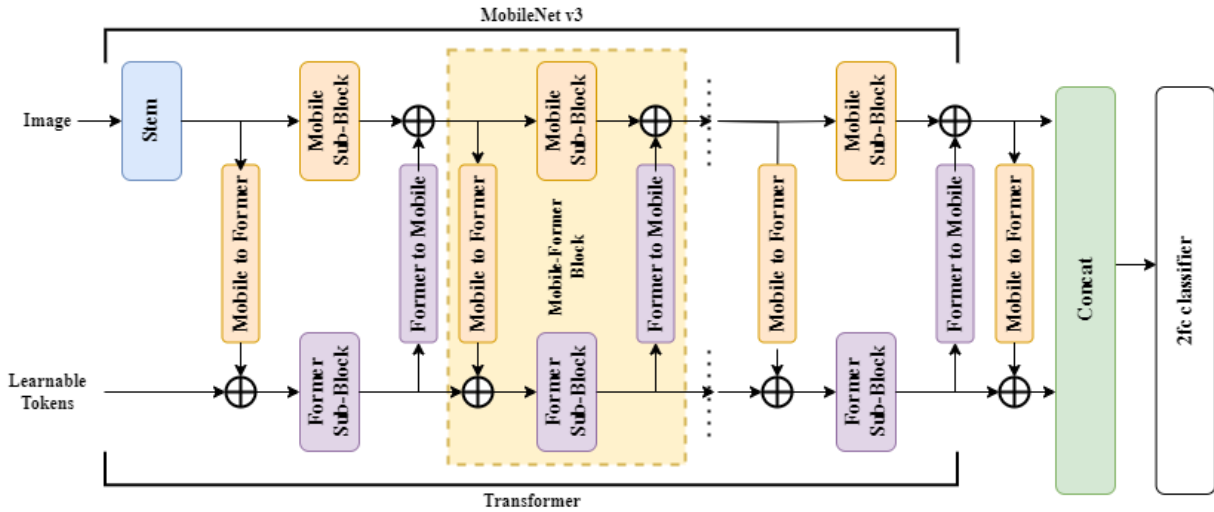 MobileNet v3
Image
Stem
Mobile
Sub-Block
Mobile
Sub-Block
Mobile
Sub-Block
Mobile to Former
Former to Mobile
Mobile to Former
Mobile-Former
Block
Former to Mobile
Mobile to Former
Former to Mobile
Mobile to Former
Concat
2fc classifier
Learnable
Tokens
Former
Sub-Block
Former
Sub-Block
Former
Sub-Block
Transformer